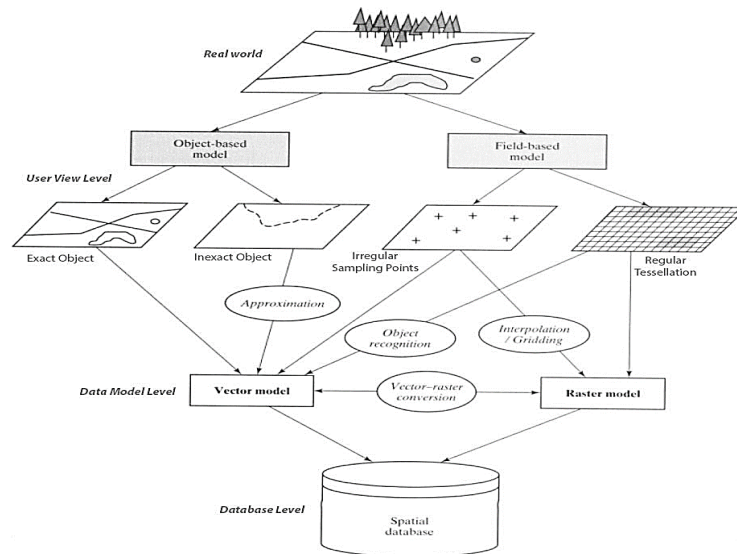 Real world
Object-based
model
Field-based
model
User View Level
Exact Object
Inexact Object
Irregular
Sampling Points
Regular
Tessellation
Approximation
Object
recognition
Interpolation
/ Gridding
Data Model Level
Vector model
Vector–raster
conversion
Raster model
Database Level
Spatial
database